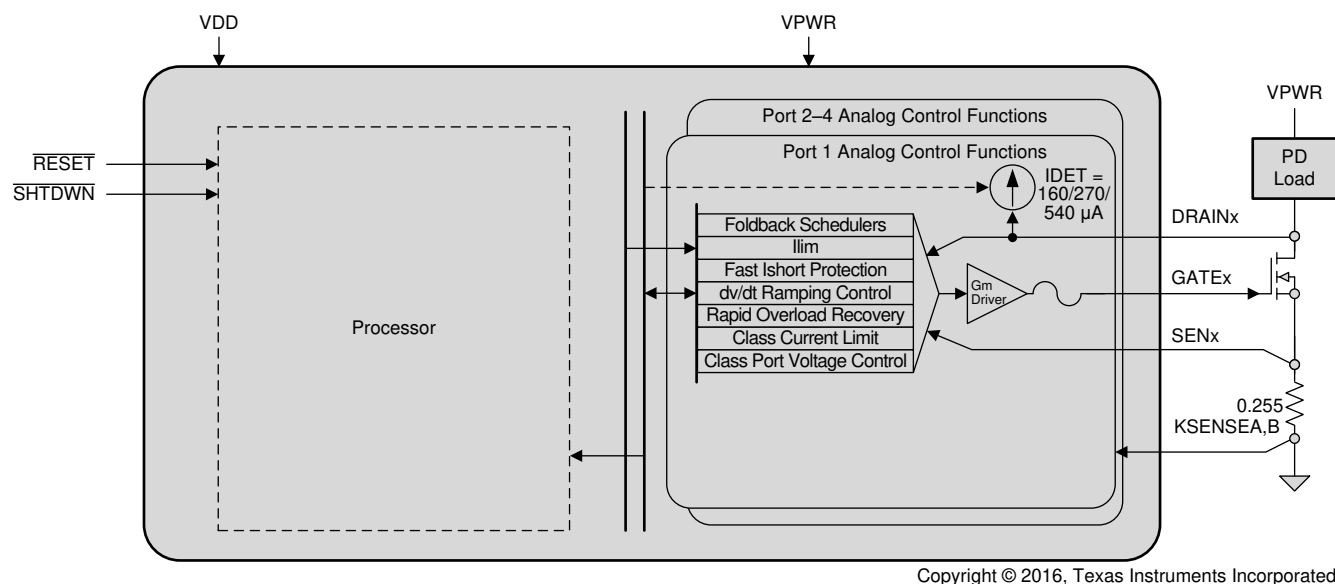 VDD
VPWR
VPWR
Port 2–4 Analog Control Functions
Port 1 Analog Control Functions
PD
Load
RESET
SHTDWN
IDET =
160/270/
540 µA
DRAINx
Foldback Schedulers
Ilim
Fast Ishort Protection
dv/dt Ramping Control
Rapid Overload Recovery
Class Current Limit
Class Port Voltage Control
Gm
Driver
GATEx
Processor
SENx
0.255
KSENSEA,B
Copyright © 2016, Texas Instruments Incorporated